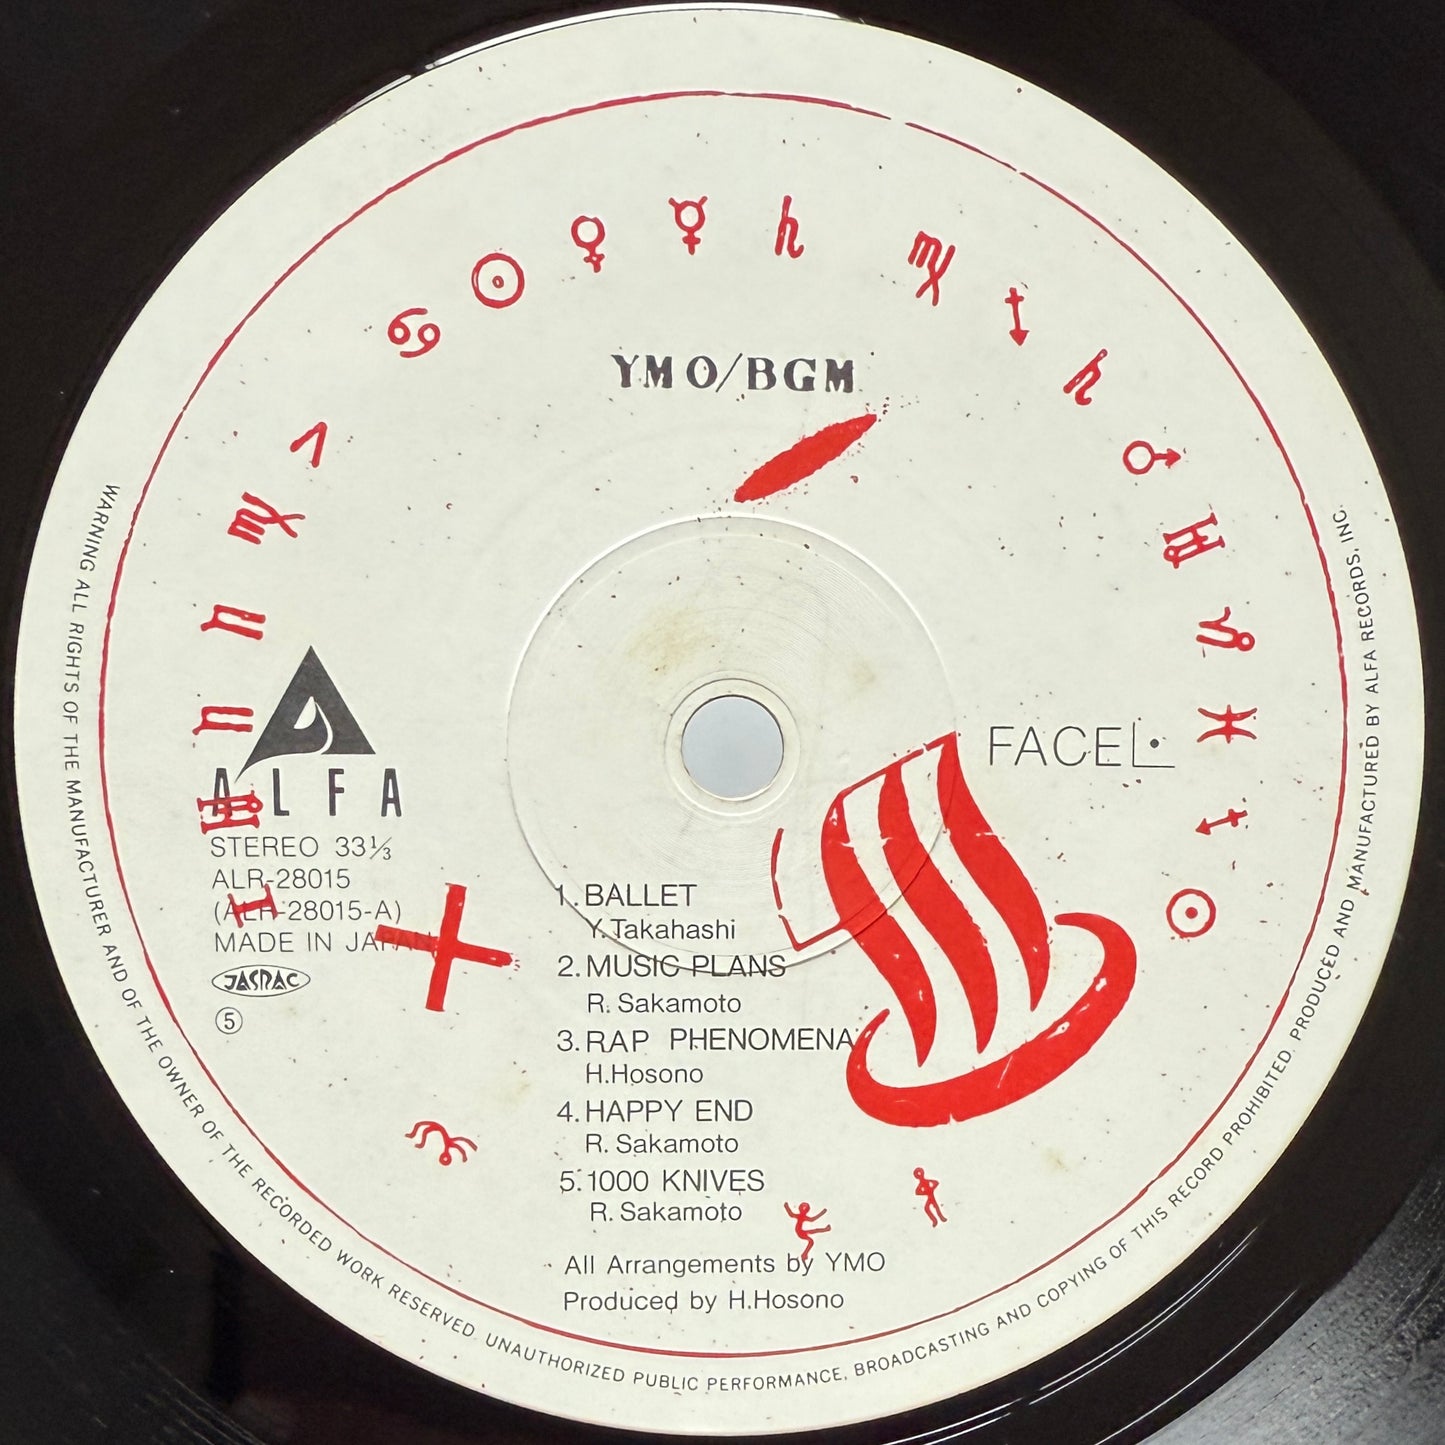 YMO/BGM
FACE L
ALFA
STEREO 33⅓
ALR-28015
(ALR-28015-A)
MADE IN JAPAN
JASRAC
⑤
1. BALLET
Y. Takahashi
2. MUSIC PLANS
R. Sakamoto
3. RAP PHENOMENA
H.Hosono
4. HAPPY END
R. Sakamoto
5. 1000 KNIVES
R. Sakamoto
All Arrangements by YMO
Produced by H.Hosono
WARNING ALL RIGHTS OF THE MANUFACTURER AND OF THE OWNER OF THE RECORDED WORK RESERVED. UNAUTHORIZED PUBLIC PERFORMANCE, BROADCASTING AND COPYING OF THIS RECORD PROHIBITED. PRODUCED AND MANUFACTURED BY ALFA RECORDS, INC.